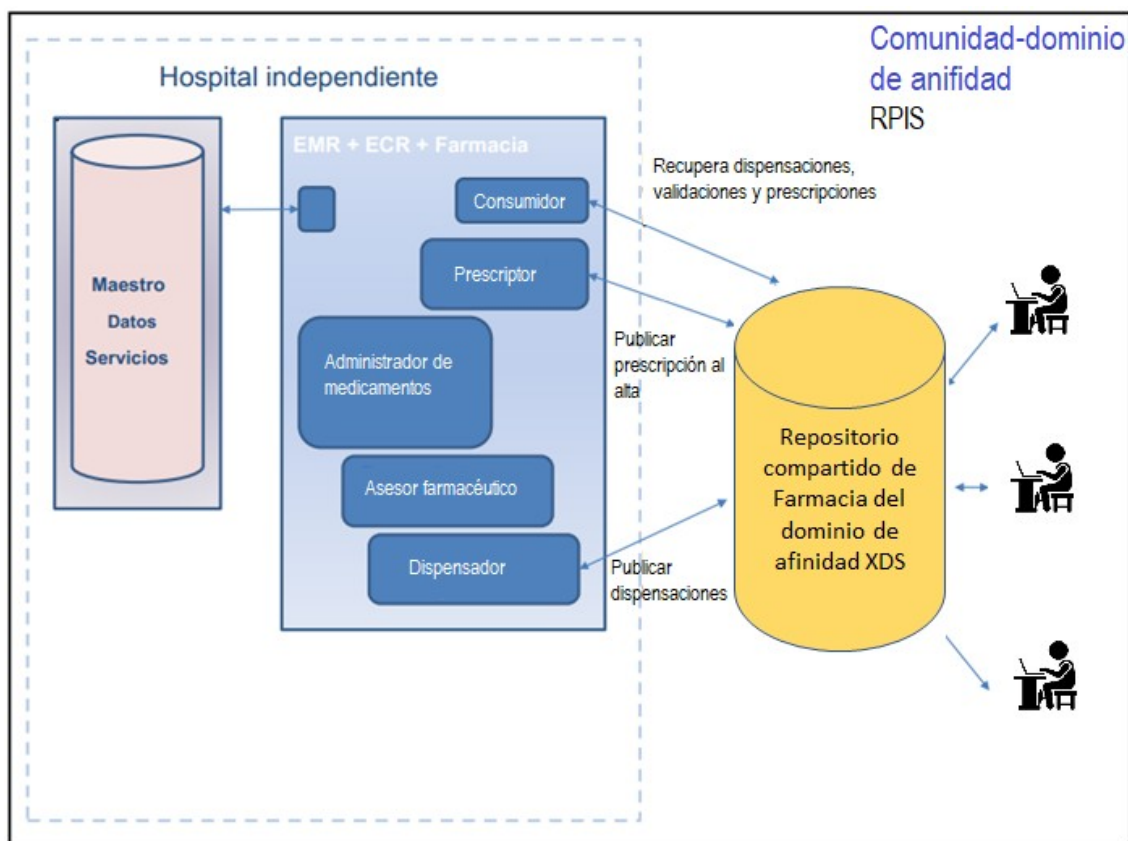 Comunidad-dominio
de anifidad
RPIS
Hospital independiente
EMR + ECR + Farmacia
Maestro
Datos
Servicios
Consumidor
Prescriptor
Administrador de
medicamentos
Asesor farmacéutico
Dispensador
Recupera dispensaciones,
validaciones y prescripciones
Publicar
prescripción al
alta
Publicar
dispensaciones
Repositorio
compartido de
Farmacia del
dominio de
afinidad XDS